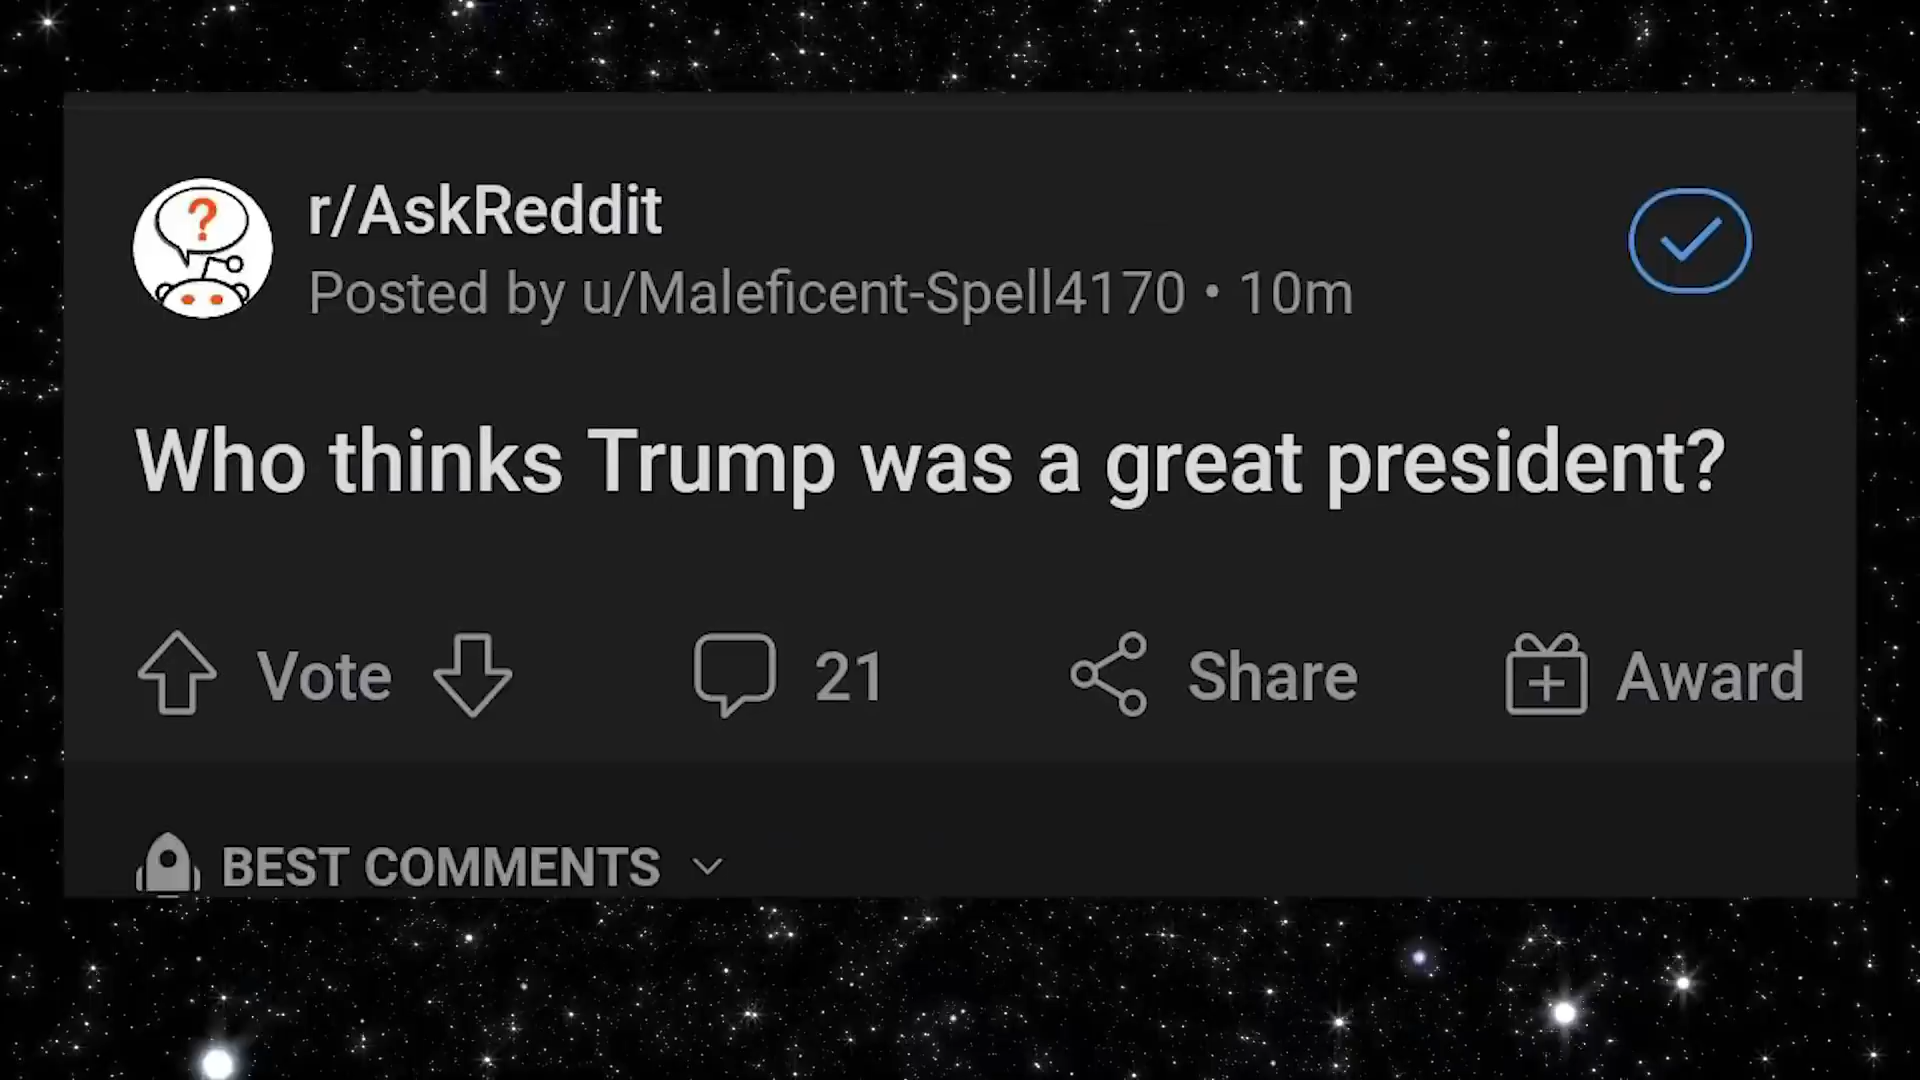 r/AskReddit
Posted by u/Maleficent-Spell4170 • 10m
Who thinks Trump was a great president?
Vote 21 Share Award
BEST COMMENTS